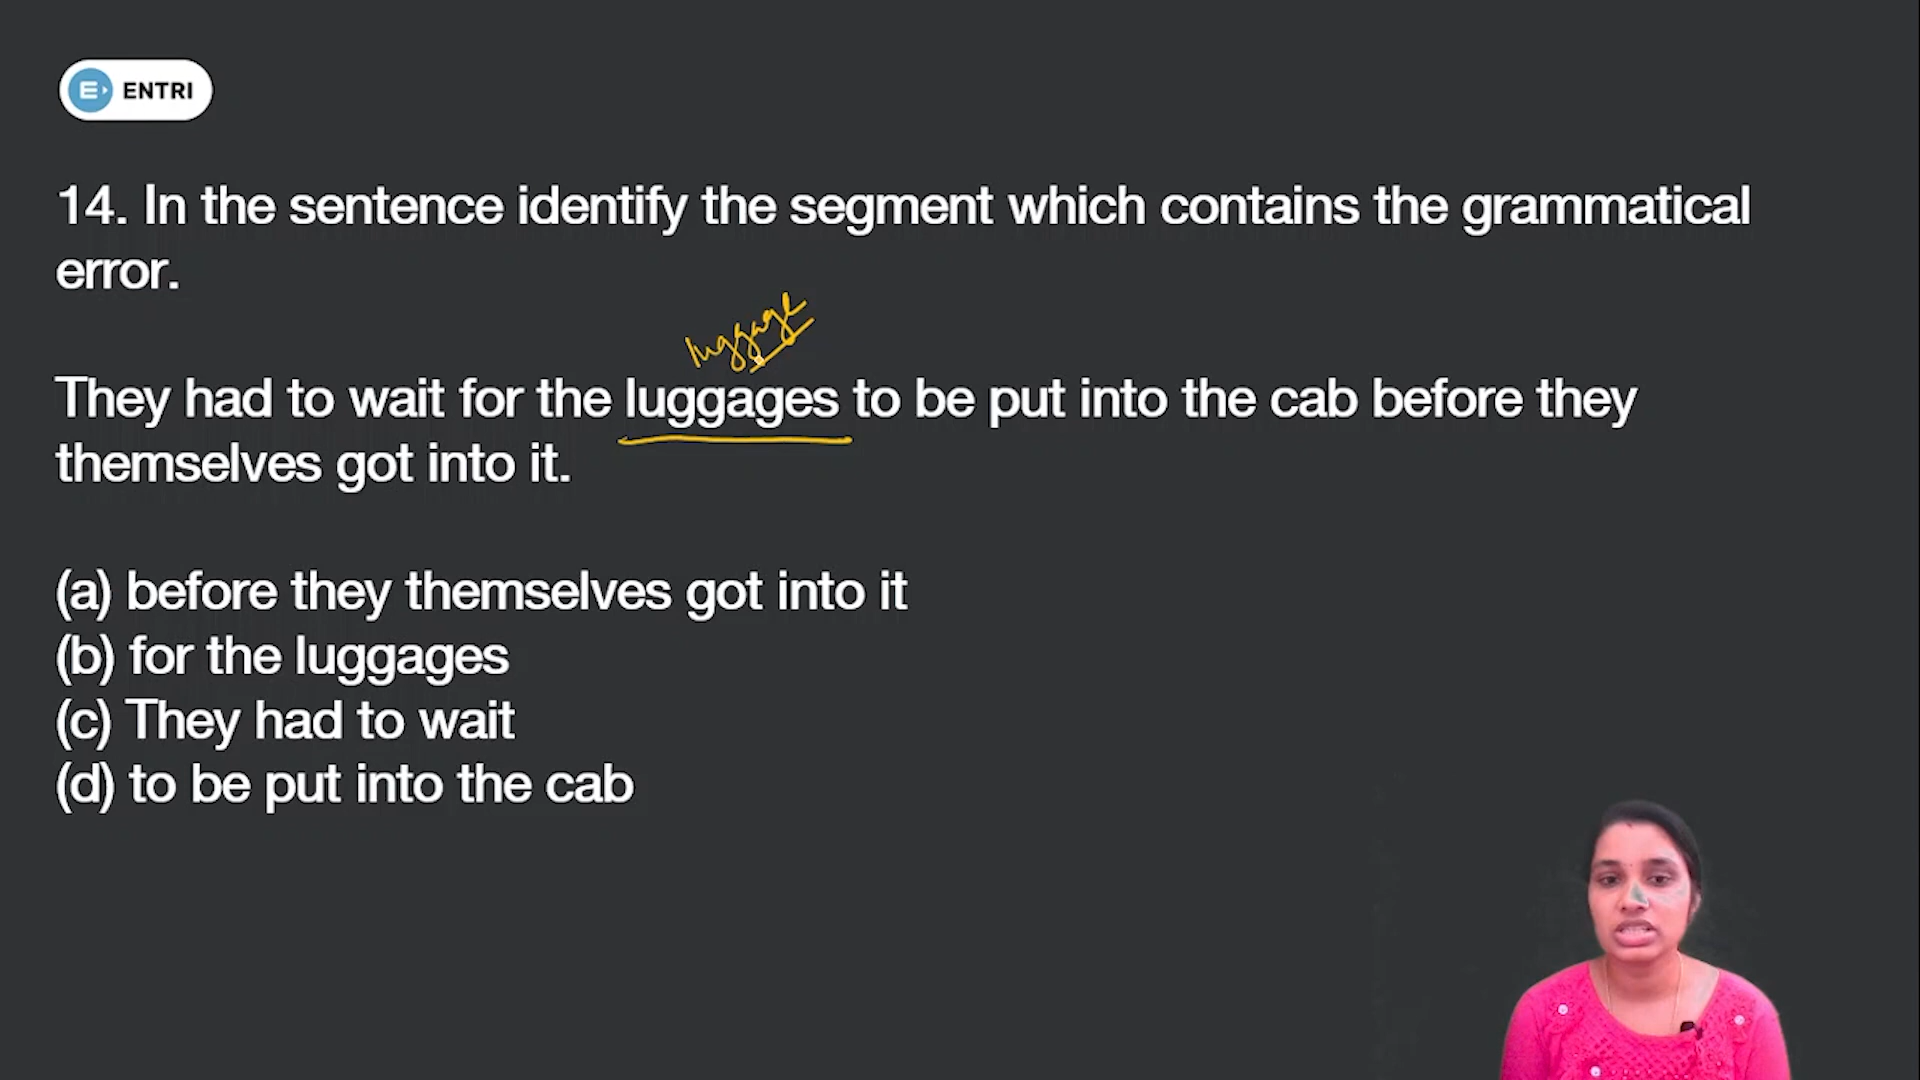 ENTRI
14. In the sentence identify the segment which contains the grammatical
error.
luggage
They had to wait for the luggages to be put into the cab before they
themselves got into it.
(a) before they themselves got into it
(b) for the luggages
(c) They had to wait
(d) to be put into the cab